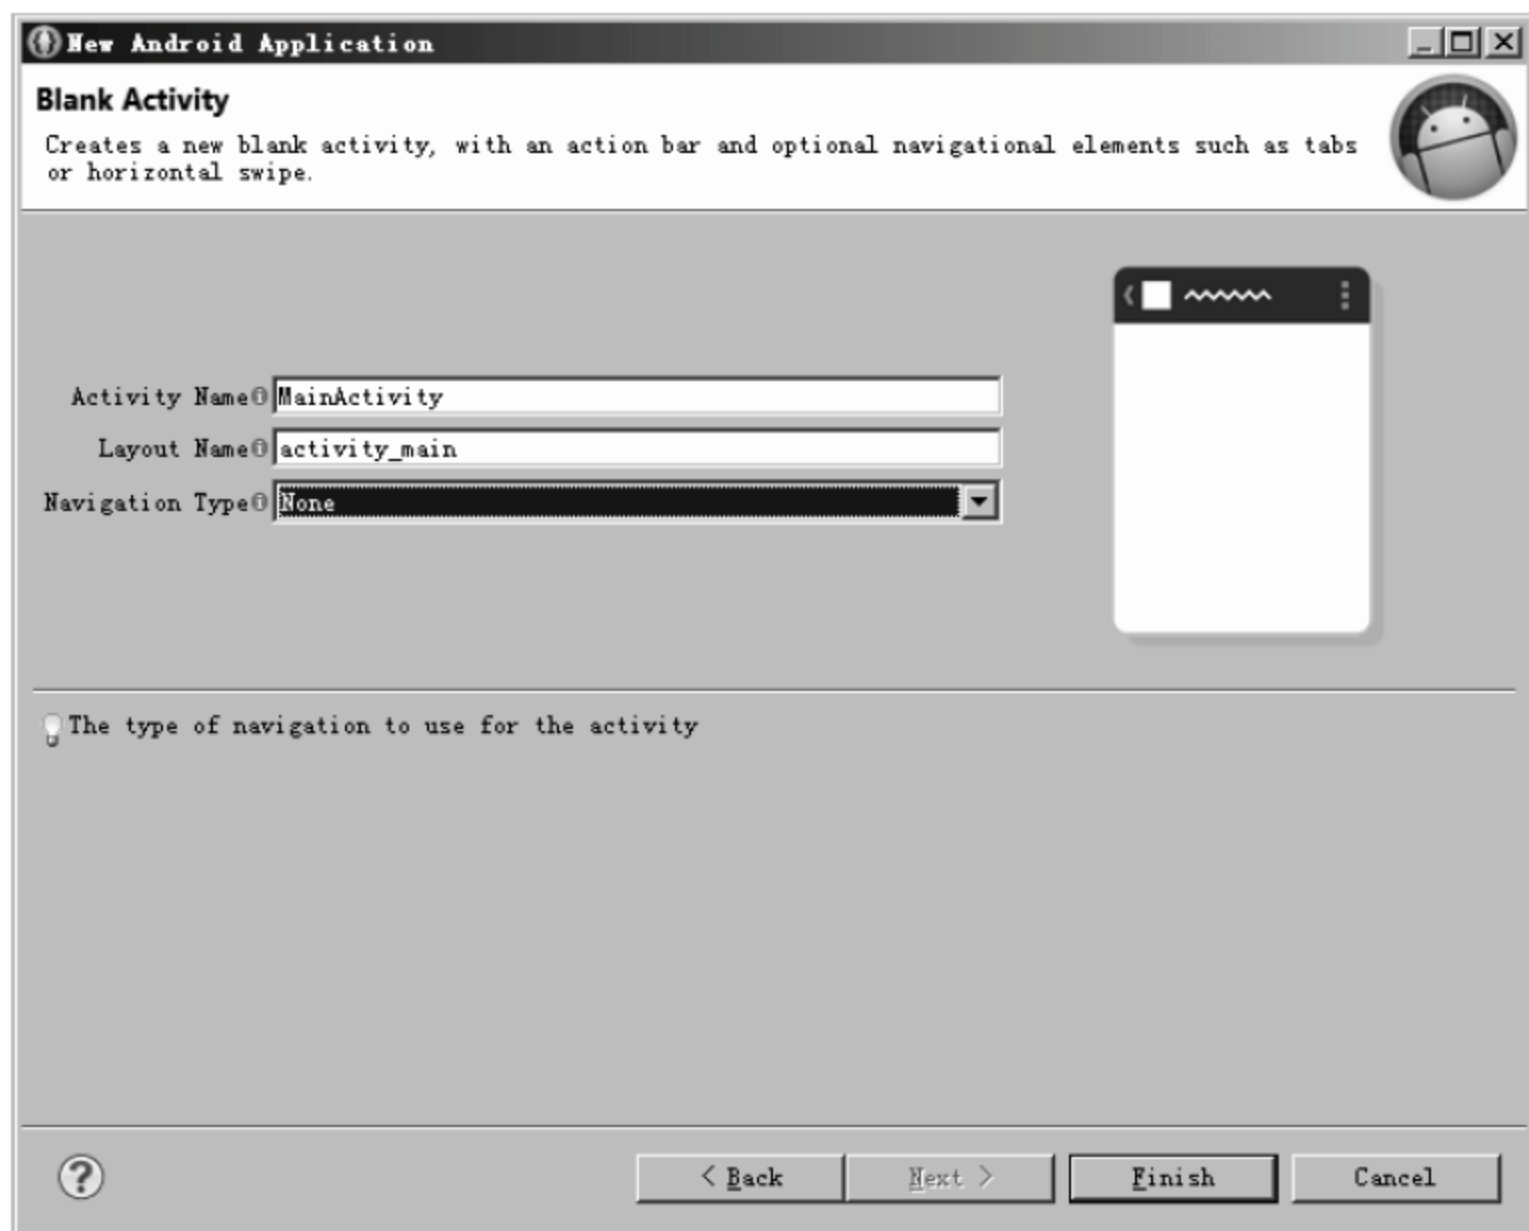 New Android Application
Blank Activity
Creates a new blank activity, with an action bar and optional navigational elements such as tabs
or horizontal swipe.
Activity Name
MainActivity
Layout Name
activity_main
Navigation Type
None
The type of navigation to use for the activity
< Back
Next >
Finish
Cancel